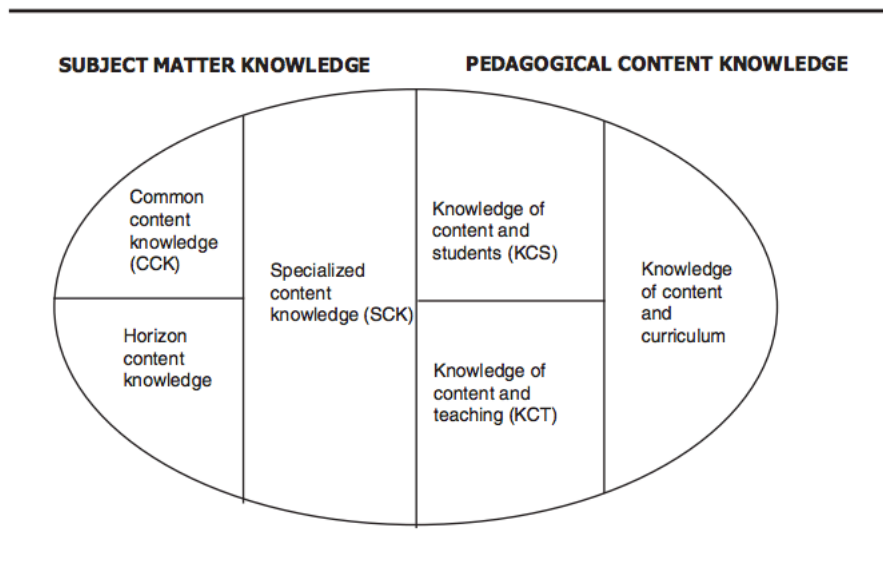 SUBJECT MATTER KNOWLEDGE
PEDAGOGICAL CONTENT KNOWLEDGE
Common
content
knowledge
(CCK)
Horizon
content
knowledge
Specialized
content
knowledge (SCK)
Knowledge of
content and
students (KCS)
Knowledge of
content and
teaching (KCT)
Knowledge
of content
and
curriculum